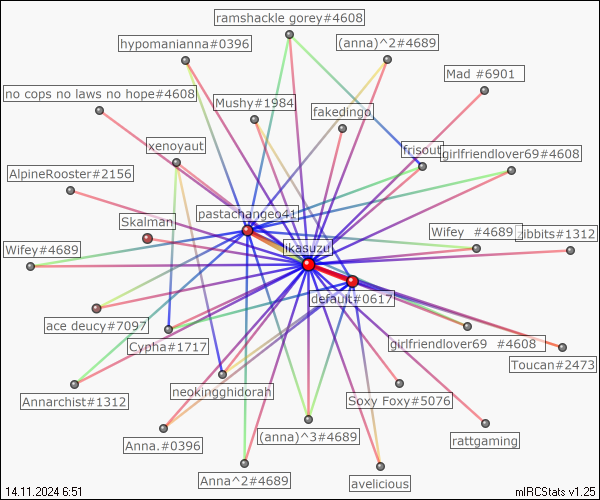 ramshackle gorey#4608
hypomanianna#0396
(anna)^2#4689
Mad #6901
no cops no laws no hope#4608
Mushy#1984
fakedingo
xenoyaut
frisout
girlfriendlover69#4608
AlpineRooster#2156
pastachangeo41
Skalman
Wifey #4689
zibbits#1312
Wifey#4689
ikasuzu
default#0617
ace deucy#7097
Cypha#1717
girlfriendlover69 #4608
Toucan#2473
neokingghidorah
Annarchist#1312
Soxy Foxy#5076
Anna.#0396
(anna)^3#4689
rattgaming
Anna^2#4689
avelicious
14.11.2024 6:51
mIRCStats v1.25